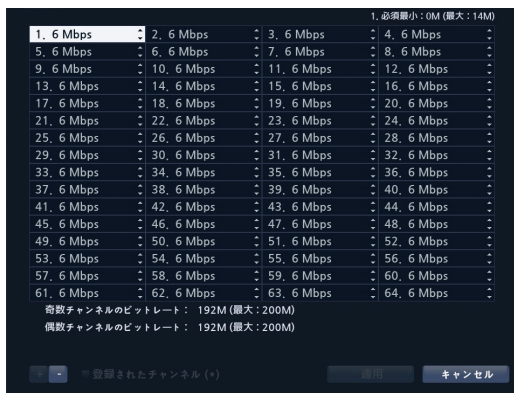 1. 必須最小：0M (最大：14M)
1. 6 Mbps 2. 6 Mbps 3. 6 Mbps 4. 6 Mbps
5. 6 Mbps 6. 6 Mbps 7. 6 Mbps 8. 6 Mbps
9. 6 Mbps 10. 6 Mbps 11. 6 Mbps 12. 6 Mbps
13. 6 Mbps 14. 6 Mbps 15. 6 Mbps 16. 6 Mbps
17. 6 Mbps 18. 6 Mbps 19. 6 Mbps 20. 6 Mbps
21. 6 Mbps 22. 6 Mbps 23. 6 Mbps 24. 6 Mbps
25. 6 Mbps 26. 6 Mbps 27. 6 Mbps 28. 6 Mbps
29. 6 Mbps 30. 6 Mbps 31. 6 Mbps 32. 6 Mbps
33. 6 Mbps 34. 6 Mbps 35. 6 Mbps 36. 6 Mbps
37. 6 Mbps 38. 6 Mbps 39. 6 Mbps 40. 6 Mbps
41. 6 Mbps 42. 6 Mbps 43. 6 Mbps 44. 6 Mbps
45. 6 Mbps 46. 6 Mbps 47. 6 Mbps 48. 6 Mbps
49. 6 Mbps 50. 6 Mbps 51. 6 Mbps 52. 6 Mbps
53. 6 Mbps 54. 6 Mbps 55. 6 Mbps 56. 6 Mbps
57. 6 Mbps 58. 6 Mbps 59. 6 Mbps 60. 6 Mbps
61. 6 Mbps 62. 6 Mbps 63. 6 Mbps 64. 6 Mbps
奇数チャンネルのビットレート： 192M (最大：200M)
偶数チャンネルのビットレート： 192M (最大：200M)
+ - 登録されたチャンネル (*) 適用 キャンセル